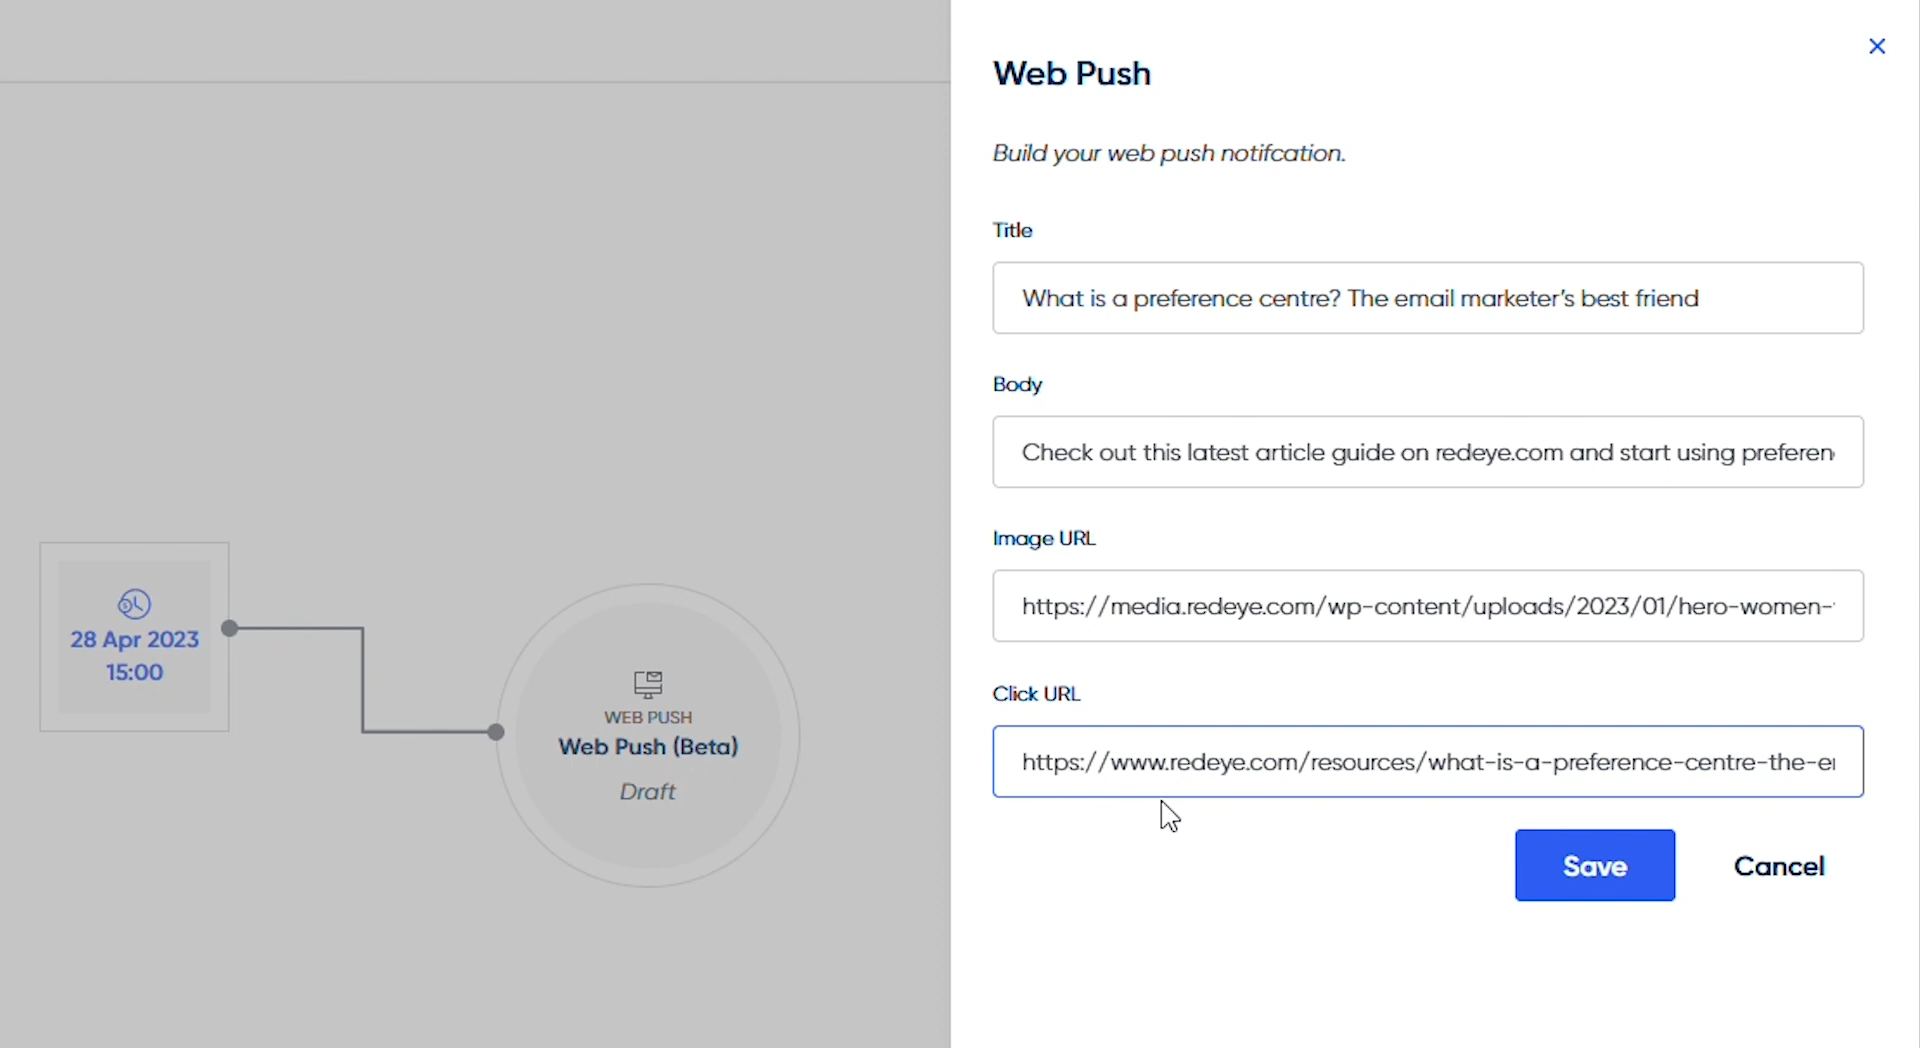 Web Push
Build your web push notifcation.
Title
What is a preference centre? The email marketer's best friend
Body
Check out this latest article guide on redeye.com and start using
Image URL
https://media.redeye.com/wp-content/uploads/2023/01/hero-women-
Click URL
https://www.redeye.com/resources/what-is-a-preference-centre-the-
Save
Cancel
28 Apr 2023
15:00
WEB PUSH
Web Push (Beta)
Draft